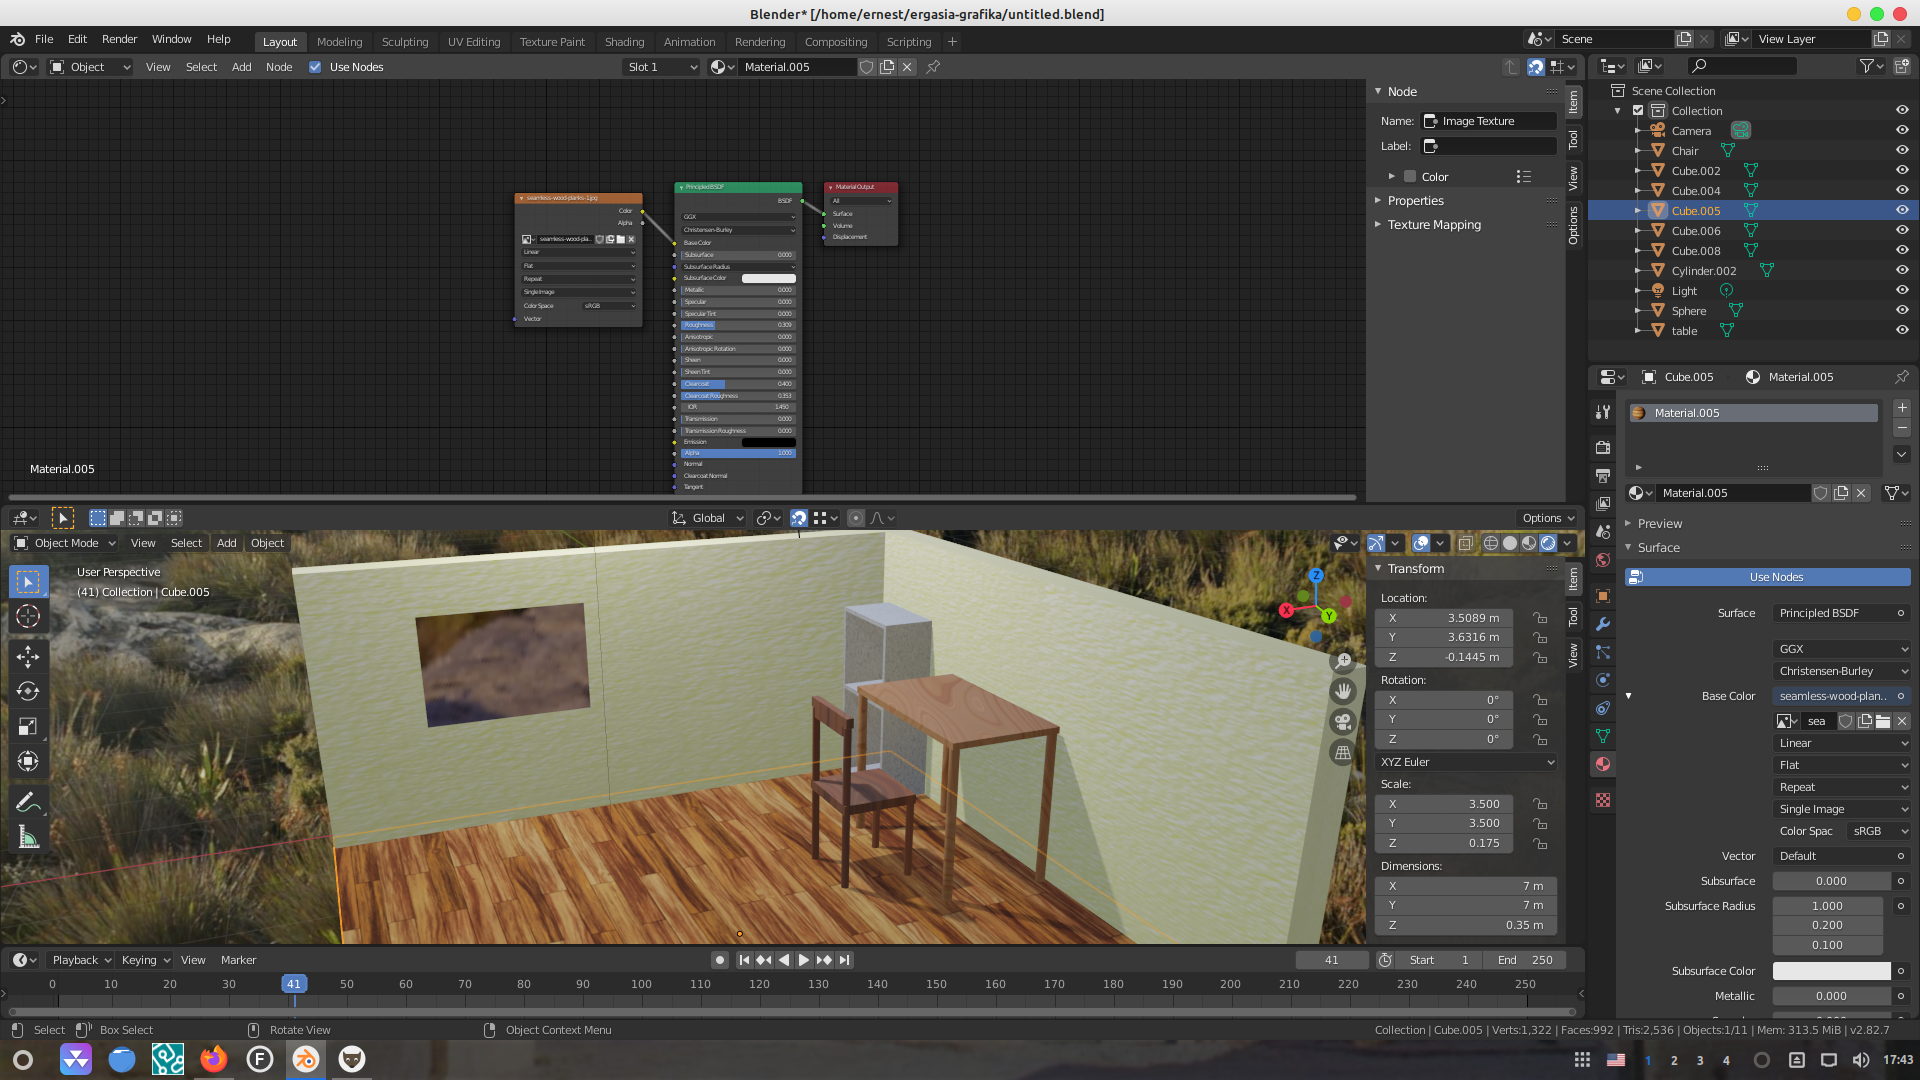 Blender* [/home/ernest/ergasia-grafika/untitled.blend]
File Edit Render Window Help Layout Modeling Sculpting UV Editing Texture Paint Shading Animation Rendering Compositing Scripting + Scene View Layer
Object View Select Add Node Use Nodes Slot 1 Material.005
Node
Name: Image Texture
Label:
Color
Properties
Texture Mapping
Item
Tool
View
Options
seamless-wood-planks-1.jpg
Color
Alpha
seamless-wood-pla...
Linear
Flat
Repeat
Single Image
Color Space sRGB
Vector
Principled BSDF
BSDF
GGX
Christensen-Burley
Base Color
Subsurface 0.000
Subsurface Radius
Subsurface Color
Metallic 0.000
Specular 0.000
Specular Tint 0.000
Roughness 0.309
Anisotropic 0.000
Anisotropic Rotation 0.000
Sheen 0.000
Sheen Tint 0.000
Clearcoat 0.400
Clearcoat Roughness 0.353
IOR 1.450
Transmission 0.000
Transmission Roughness 0.000
Emission
Alpha 1.000
Normal
Clearcoat Normal
Tangent
Material Output
All
Surface
Volume
Displacement
Material.005
Scene Collection
Collection
Camera
Chair
Cube.002
Cube.004
Cube.005
Cube.006
Cube.008
Cylinder.002
Light
Sphere
table
Global Options
Object Mode View Select Add Object
User Perspective
(41) Collection | Cube.005
Z
X
Y
Transform
Location:
X 3.5089 m
Y 3.6316 m
Z -0.1445 m
Rotation:
X 0°
Y 0°
Z 0°
XYZ Euler
Scale:
X 3.500
Y 3.500
Z 0.175
Dimensions:
X 7 m
Y 7 m
Z 0.35 m
Item
Tool
View
Cube.005 Material.005
Material.005
Material.005
Preview
Surface
Use Nodes
Surface Principled BSDF
GGX
Christensen-Burley
Base Color seamless-wood-plan..
sea
Linear
Flat
Repeat
Single Image
Color Spac sRGB
Vector Default
Subsurface 0.000
Subsurface Radius 1.000
0.200
0.100
Subsurface Color
Metallic 0.000
Playback Keying View Marker 41 Start 1 End 250
0 10 20 30 41 50 60 70 80 90 100 110 120 130 140 150 160 170 180 190 200 210 220 230 240 250
Select Box Select Rotate View Object Context Menu Collection | Cube.005 | Verts:1,322 | Faces:992 | Tris:2,536 | Objects:1/11 | Mem: 313.5 MiB | v2.82.7
F 1 2 3 4 17:43